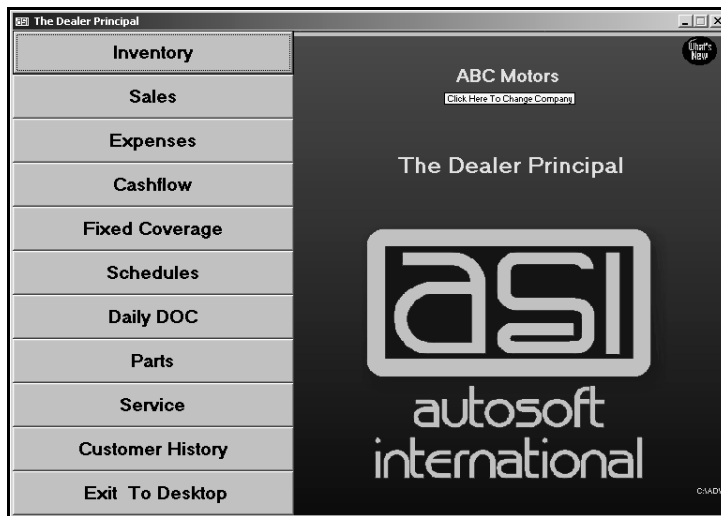 The Dealer Principal
Inventory
Sales
Expenses
Cashflow
Fixed Coverage
Schedules
Daily DOC
Parts
Service
Customer History
Exit To Desktop
What's
New
ABC Motors
Click Here To Change Company
The Dealer Principal
asi
autosoft
international
C:\ADV